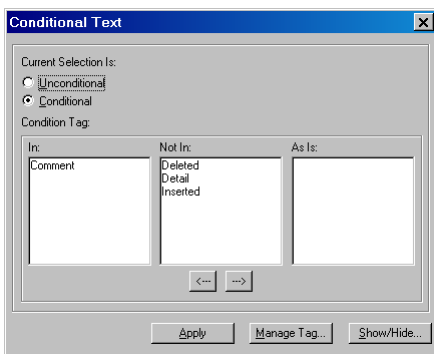 Conditional Text
Current Selection Is:
Unconditional
Conditional
Condition Tag:
In: Not In: As Is:
Comment Deleted
Detail
Inserted
<--- --->
Apply Manage Tag... Show/Hide...